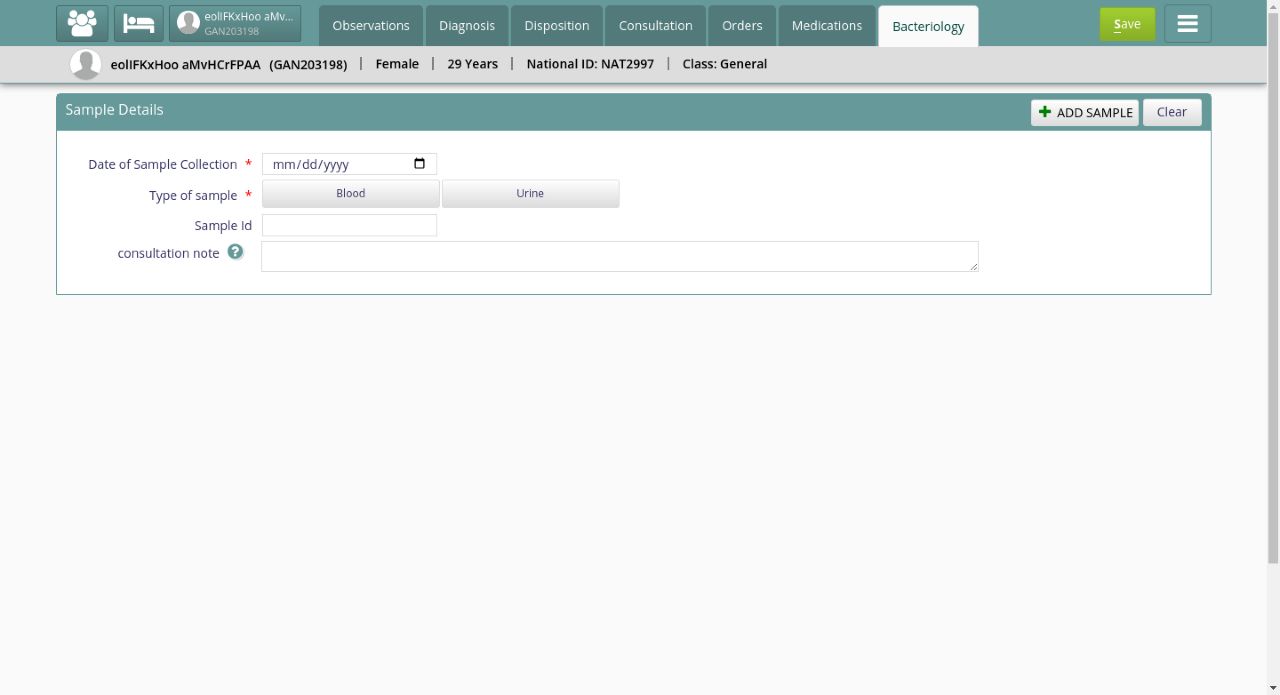 eolIFKxHoo aMv...
GAN203198
Observations
Diagnosis
Disposition
Consultation
Orders
Medications
Bacteriology
Save
eolIFKxHoo aMvHCrFPAA (GAN203198) | Female | 29 Years | National ID: NAT2997 | Class: General
Sample Details
ADD SAMPLE
Clear
Date of Sample Collection *
mm/dd/yyyy
Type of sample *
Blood
Urine
Sample Id
consultation note ?